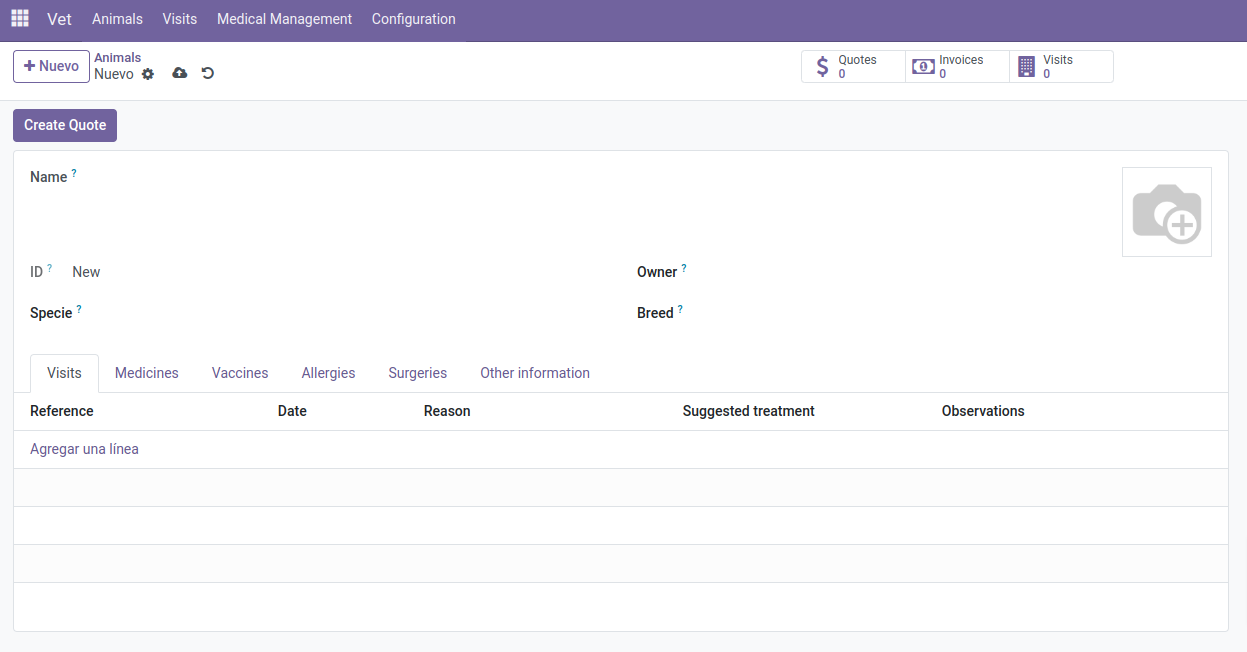 Vet Animals Visits Medical Management Configuration
Nuevo
Animals
Nuevo
Quotes
0
Invoices
0
Visits
0
Create Quote
Name ?
ID ? New
Owner ?
Specie ?
Breed ?
Visits Medicines Vaccines Allergies Surgeries Other information
Reference Date Reason Suggested treatment Observations
Agregar una línea